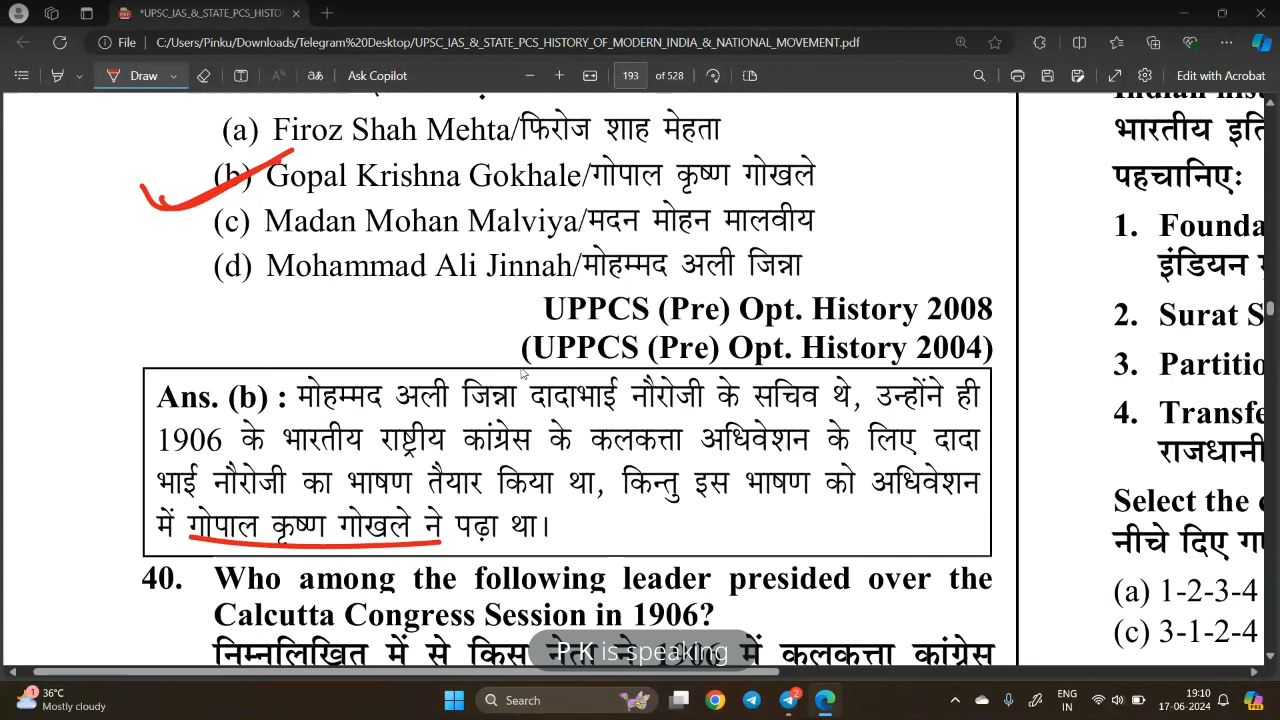 *UPSC_IAS_&_STATE_PCS_HISTO
File
C:/Users/Pinku/Downloads/Telegram%20Desktop/UPSC_IAS_&_STATE_PCS_HISTORY_OF_MODERN_INDIA_&_NATIONAL_MOVEMENT.pdf
Draw
Ask Copilot
193 of 528
Edit with Acrobat
(a) Firoz Shah Mehta/फिरोज शाह मेहता
(b) Gopal Krishna Gokhale/गोपाल कृष्ण गोखले
(c) Madan Mohan Malviya/मदन मोहन मालवीय
(d) Mohammad Ali Jinnah/मोहम्मद अली जिन्ना
UPPCS (Pre) Opt. History 2008
(UPPCS (Pre) Opt. History 2004)
Ans. (b) : मोहम्मद अली जिन्ना दादाभाई नौरोजी के सचिव थे, उन्होंने ही
1906 के भारतीय राष्ट्रीय कांग्रेस के कलकत्ता अधिवेशन के लिए दादा
भाई नौरोजी का भाषण तैयार किया था, किन्तु इस भाषण को अधिवेशन
में गोपाल कृष्ण गोखले ने पढ़ा था।
40. Who among the following leader presided over the
Calcutta Congress Session in 1906?
निम्नलिखित में से किस नेता ने 1906 में कलकत्ता कांग्रेस
P K is speaking
भारतीय इति
पहचानिएः
1. Founda
इंडियन
2. Surat S
3. Partitio
4. Transfe
राजधानी
Select the
नीचे दिए ग
(a) 1-2-3-4
(c) 3-1-2-4
1
36°C
Mostly cloudy
Search
2
ENG
IN
19:10
17-06-2024